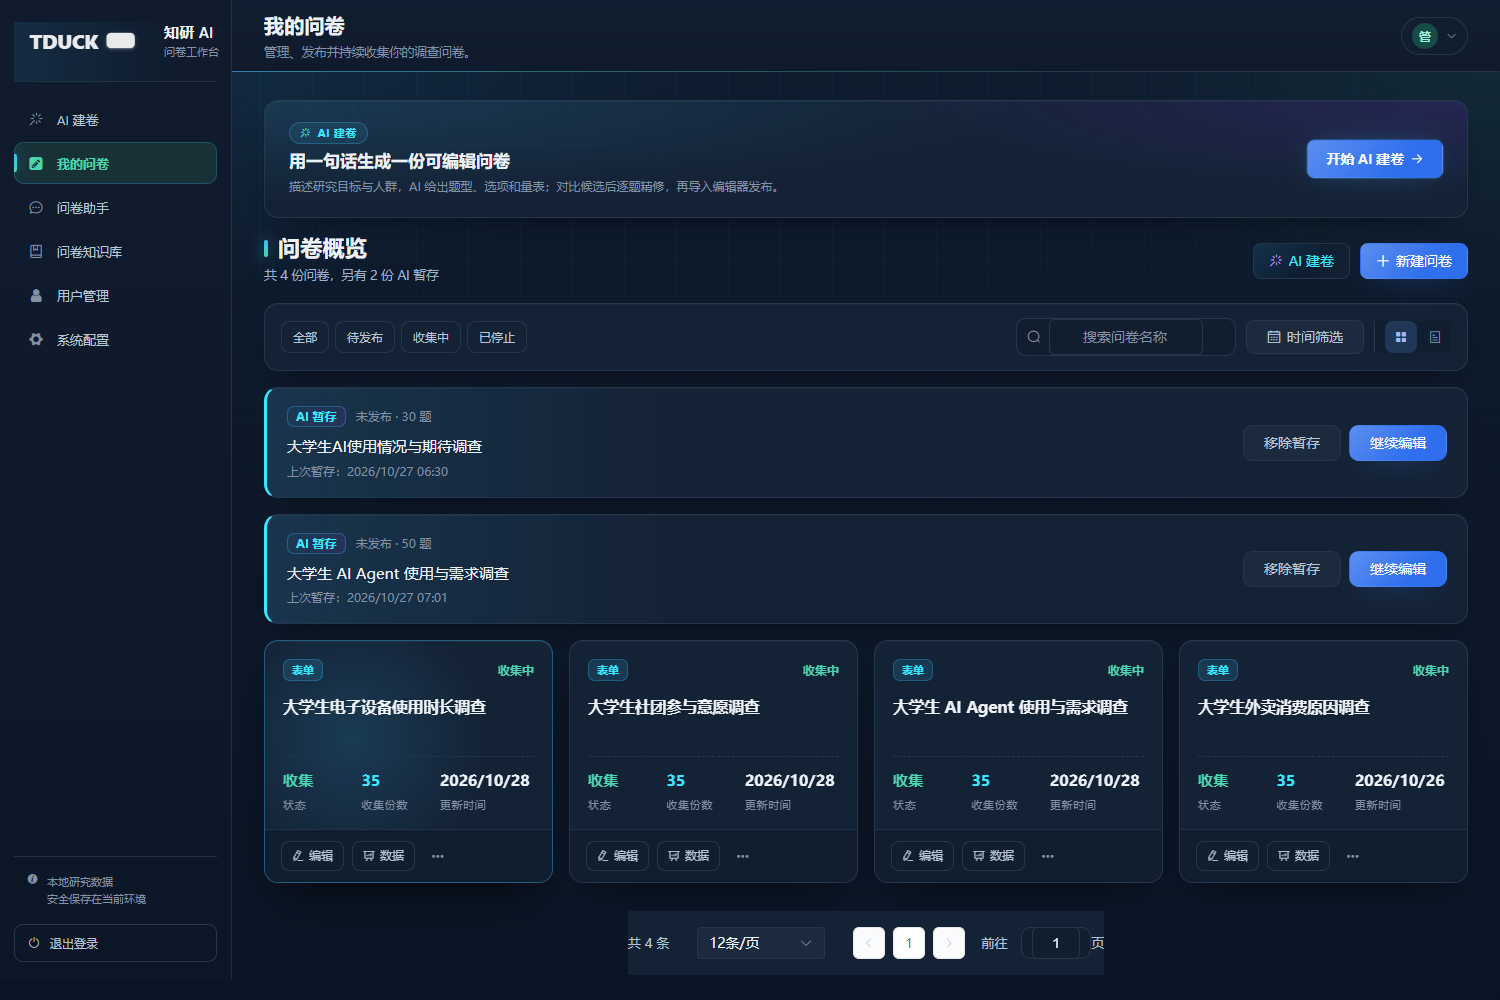 TDUCK
知研 AI
问卷工作台
AI 建卷
我的问卷
问卷助手
问卷知识库
用户管理
系统配置
本地研究数据
安全保存在当前环境
退出登录
我的问卷
管理、发布并持续收集你的调查问卷。
管
AI 建卷
用一句话生成一份可编辑问卷
描述研究目标与人群，AI 给出题型、选项和量表；对比候选后逐题精修，再导入编辑器发布。
开始 AI 建卷 →
问卷概览
共 4 份问卷，另有 2 份 AI 暂存
AI 建卷
新建问卷
全部 待发布 收集中 已停止
搜索问卷名称
时间筛选
AI 暂存 未发布 · 30 题
大学生AI使用情况与期待调查
上次暂存：2026/10/27 06:30
移除暂存 继续编辑
AI 暂存 未发布 · 50 题
大学生 AI Agent 使用与需求调查
上次暂存：2026/10/27 07:01
移除暂存 继续编辑
表单 收集中
大学生电子设备使用时长调查
收集 35 2026/10/28
状态 收集份数 更新时间
编辑 数据 ···
表单 收集中
大学生社团参与意愿调查
收集 35 2026/10/28
状态 收集份数 更新时间
编辑 数据 ···
表单 收集中
大学生 AI Agent 使用与需求调查
收集 35 2026/10/28
状态 收集份数 更新时间
编辑 数据 ···
表单 收集中
大学生外卖消费原因调查
收集 35 2026/10/26
状态 收集份数 更新时间
编辑 数据 ···
共 4 条 12条/页 1 前往 1 页